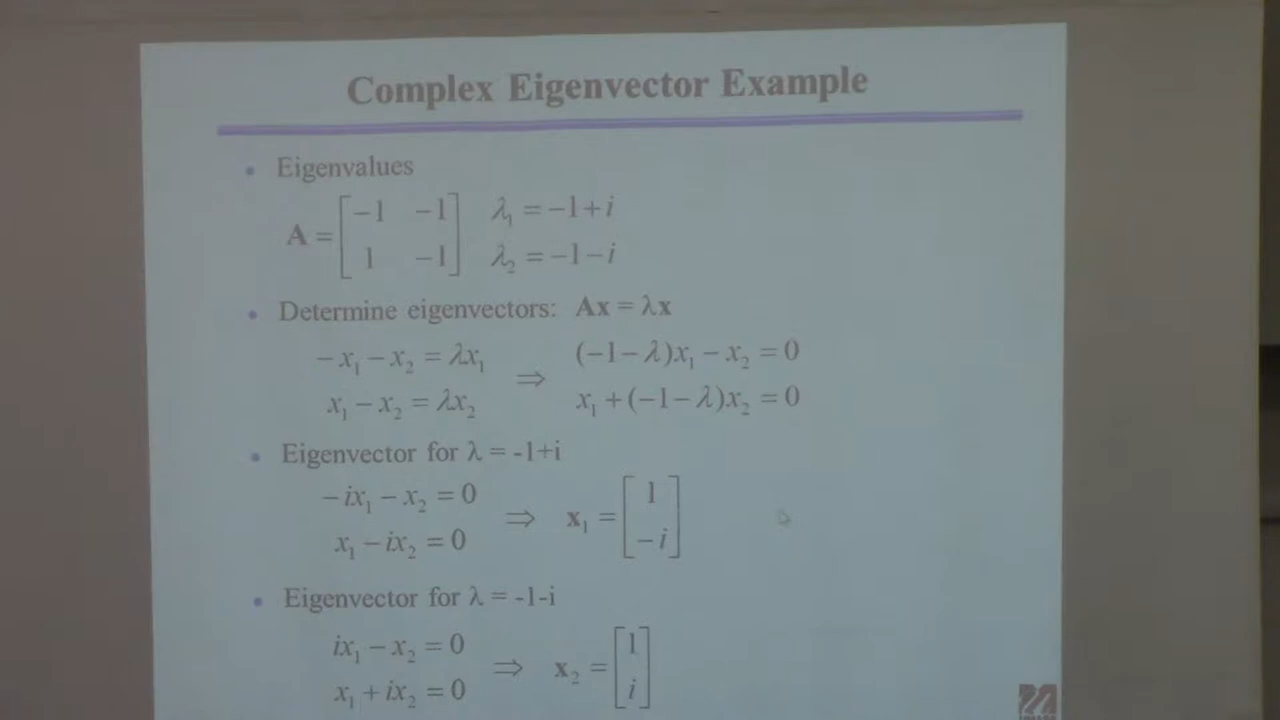 Complex Eigenvector Example
• Eigenvalues
A = [ −1 −1 ; 1 −1 ] λ₁ = −1 + i
λ₂ = −1 − i
• Determine eigenvectors: Ax = λx
−x₁ − x₂ = λx₁ ⇒ (−1 − λ)x₁ − x₂ = 0
x₁ − x₂ = λx₂ x₁ + (−1 − λ)x₂ = 0
• Eigenvector for λ = -1+i
−ix₁ − x₂ = 0 ⇒ x₁ = [ 1 ; −i ]
x₁ − ix₂ = 0
• Eigenvector for λ = -1-i
ix₁ − x₂ = 0 ⇒ x₂ = [ 1 ; i ]
x₁ + ix₂ = 0